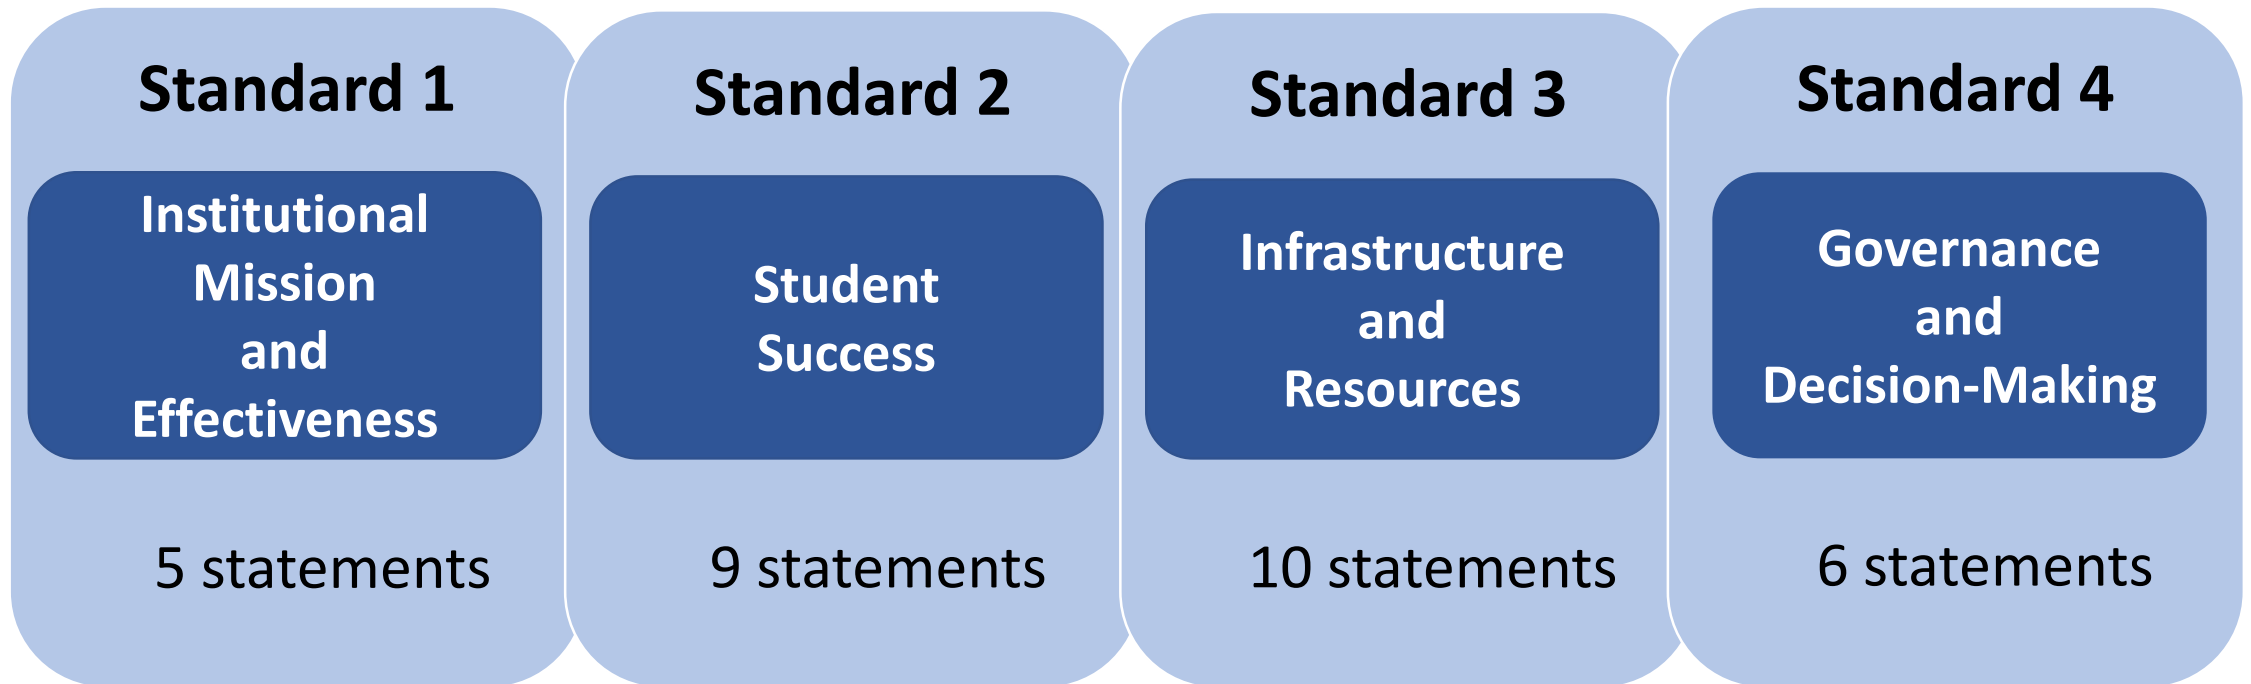 Standard 1
Institutional
Mission
and
Effectiveness
5 statements
Standard 2
Student
Success
9 statements
Standard 3
Infrastructure
and
Resources
10 statements
Standard 4
Governance
and
Decision-Making
6 statements